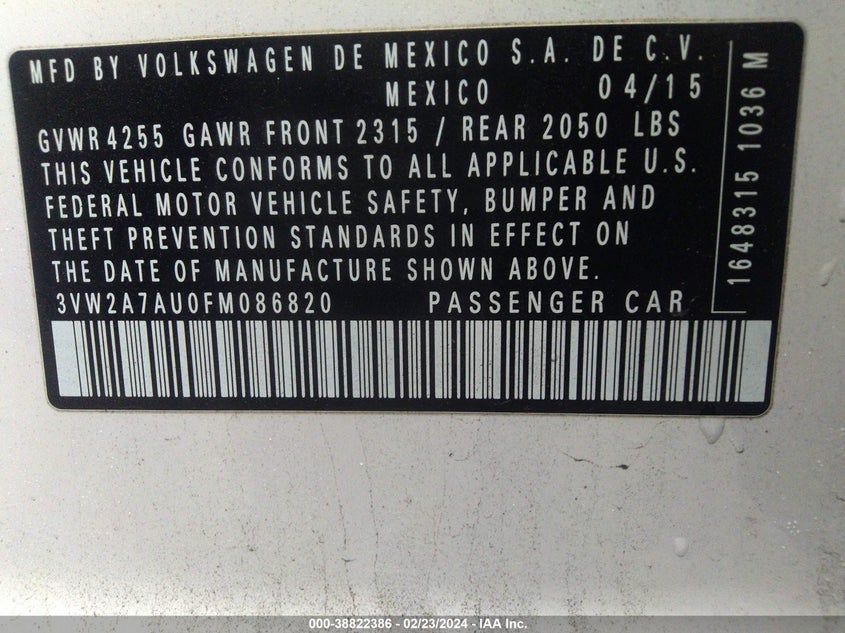 MFD BY VOLKSWAGEN DE MEXICO S.A. DE C.V.
MEXICO 04/15
GVWR 4255 GAWR FRONT 2315 / REAR 2050 LBS
THIS VEHICLE CONFORMS TO ALL APPLICABLE U.S.
FEDERAL MOTOR VEHICLE SAFETY, BUMPER AND
THEFT PREVENTION STANDARDS IN EFFECT ON
THE DATE OF MANUFACTURE SHOWN ABOVE.
3VW2A7AU0FM086820 PASSENGER CAR
1648315 1036 M
000-38822386 - 02/23/2024 - IAA Inc.